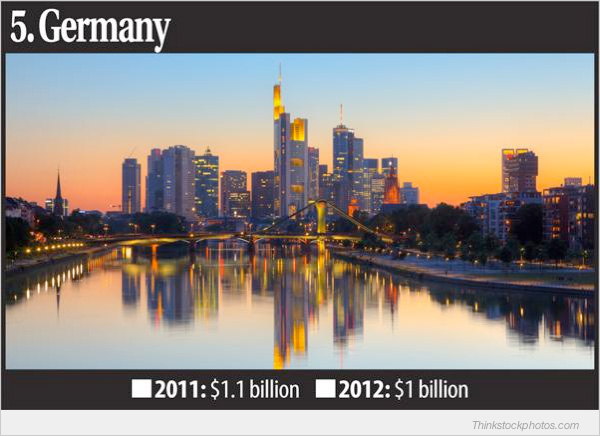 5. Germany
2011: $1.1 billion 2012: $1 billion
Thinkstockphotos.com